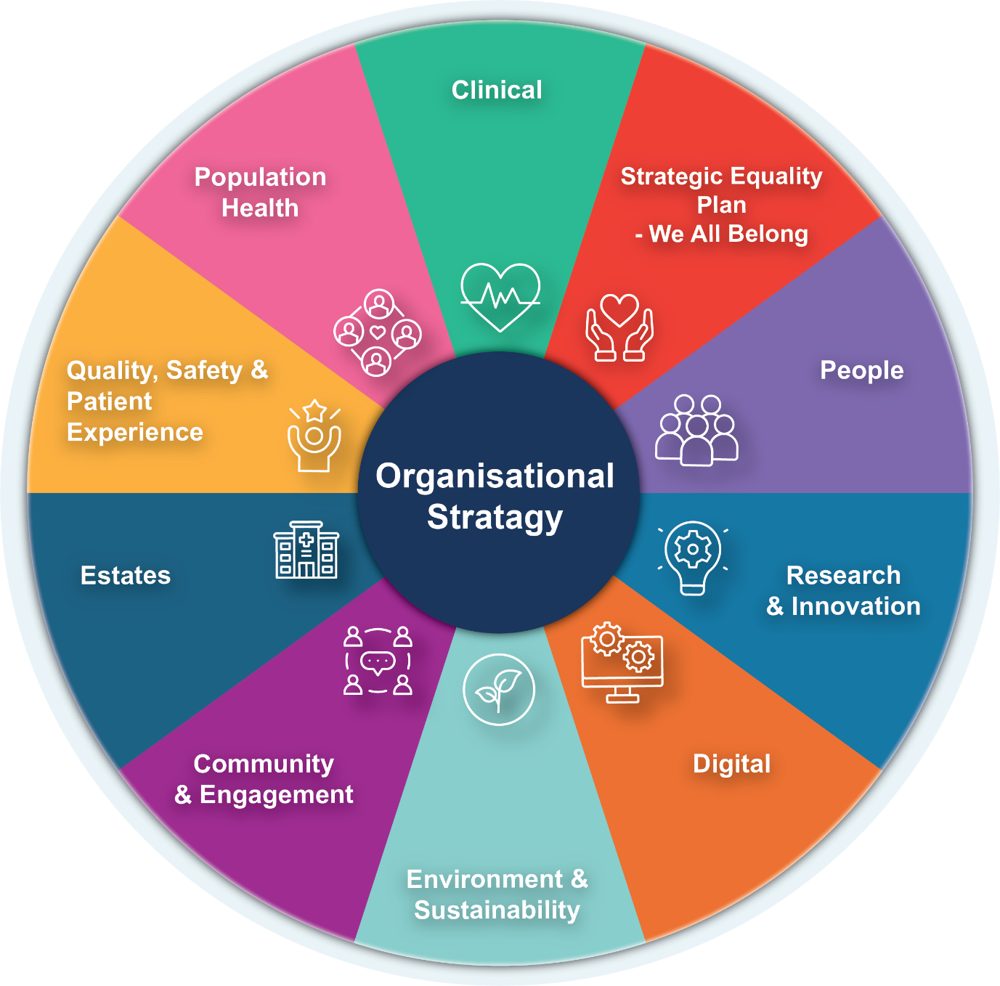 Clinical
Strategic Equality
Plan
- We All Belong
People
Research
& Innovation
Digital
Environment &
Sustainability
Community
& Engagement
Estates
Quality, Safety &
Patient
Experience
Population
Health
Organisational
Stratagy